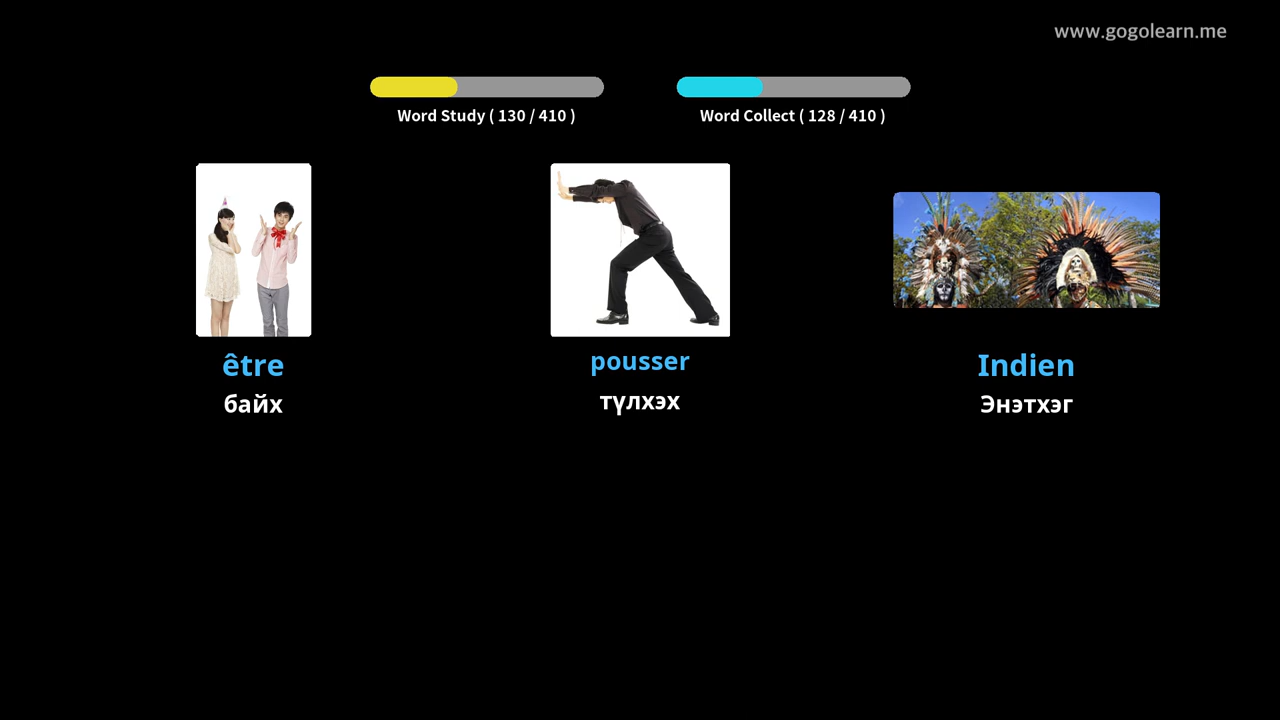 www.gogolearn.me
Word Study ( 130 / 410 )
Word Collect ( 128 / 410 )
être
байх
pousser
түлхэх
Indien
Энэтхэг